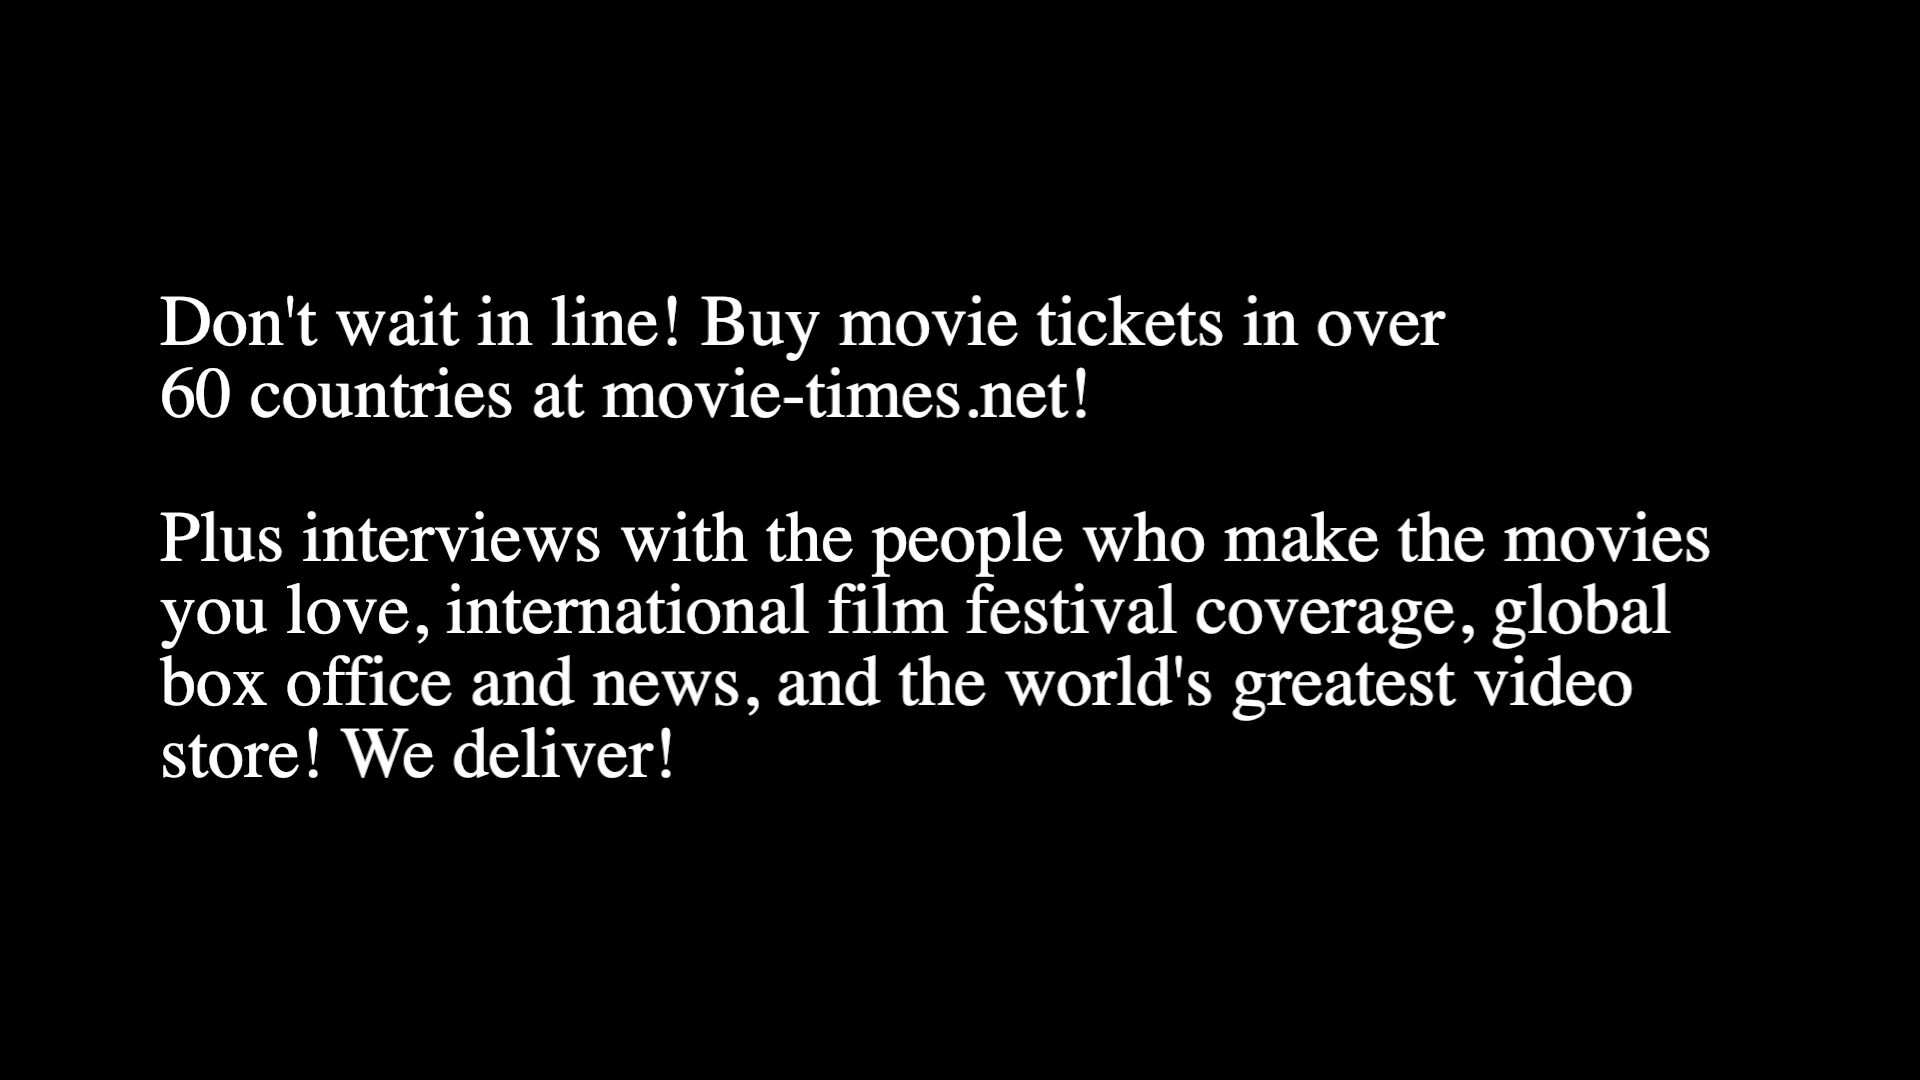 Don't wait in line! Buy movie tickets in over
60 countries at movie-times.net!
Plus interviews with the people who make the movies
you love, international film festival coverage, global
box office and news, and the world's greatest video
store! We deliver!